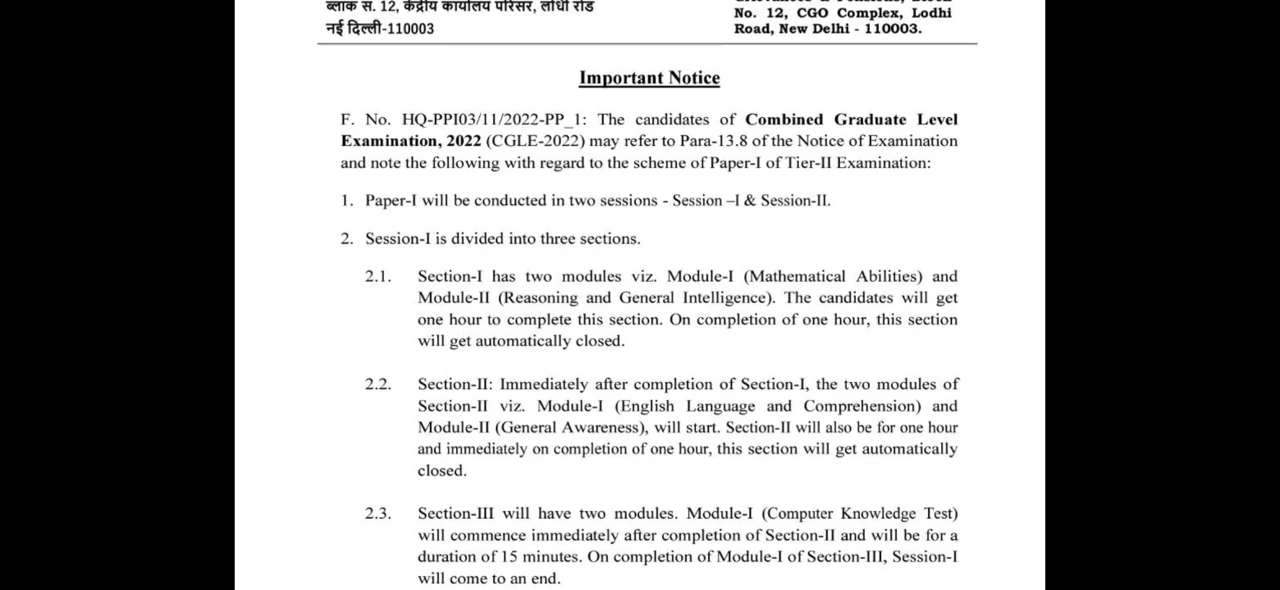 ब्लाक स. 12, केंद्रीय कार्यालय परिसर, लोधी रोड
नई दिल्ली-110003
No. 12, CGO Complex, Lodhi
Road, New Delhi - 110003.
Important Notice
F. No. HQ-PPI03/11/2022-PP_1: The candidates of Combined Graduate Level
Examination, 2022 (CGLE-2022) may refer to Para-13.8 of the Notice of Examination
and note the following with regard to the scheme of Paper-I of Tier-II Examination:
1. Paper-I will be conducted in two sessions - Session –I & Session-II.
2. Session-I is divided into three sections.
2.1. Section-I has two modules viz. Module-I (Mathematical Abilities) and
Module-II (Reasoning and General Intelligence). The candidates will get
one hour to complete this section. On completion of one hour, this section
will get automatically closed.
2.2. Section-II: Immediately after completion of Section-I, the two modules of
Section-II viz. Module-I (English Language and Comprehension) and
Module-II (General Awareness), will start. Section-II will also be for one hour
and immediately on completion of one hour, this section will get automatically
closed.
2.3. Section-III will have two modules. Module-I (Computer Knowledge Test)
will commence immediately after completion of Section-II and will be for a
duration of 15 minutes. On completion of Module-I of Section-III, Session-I
will come to an end.